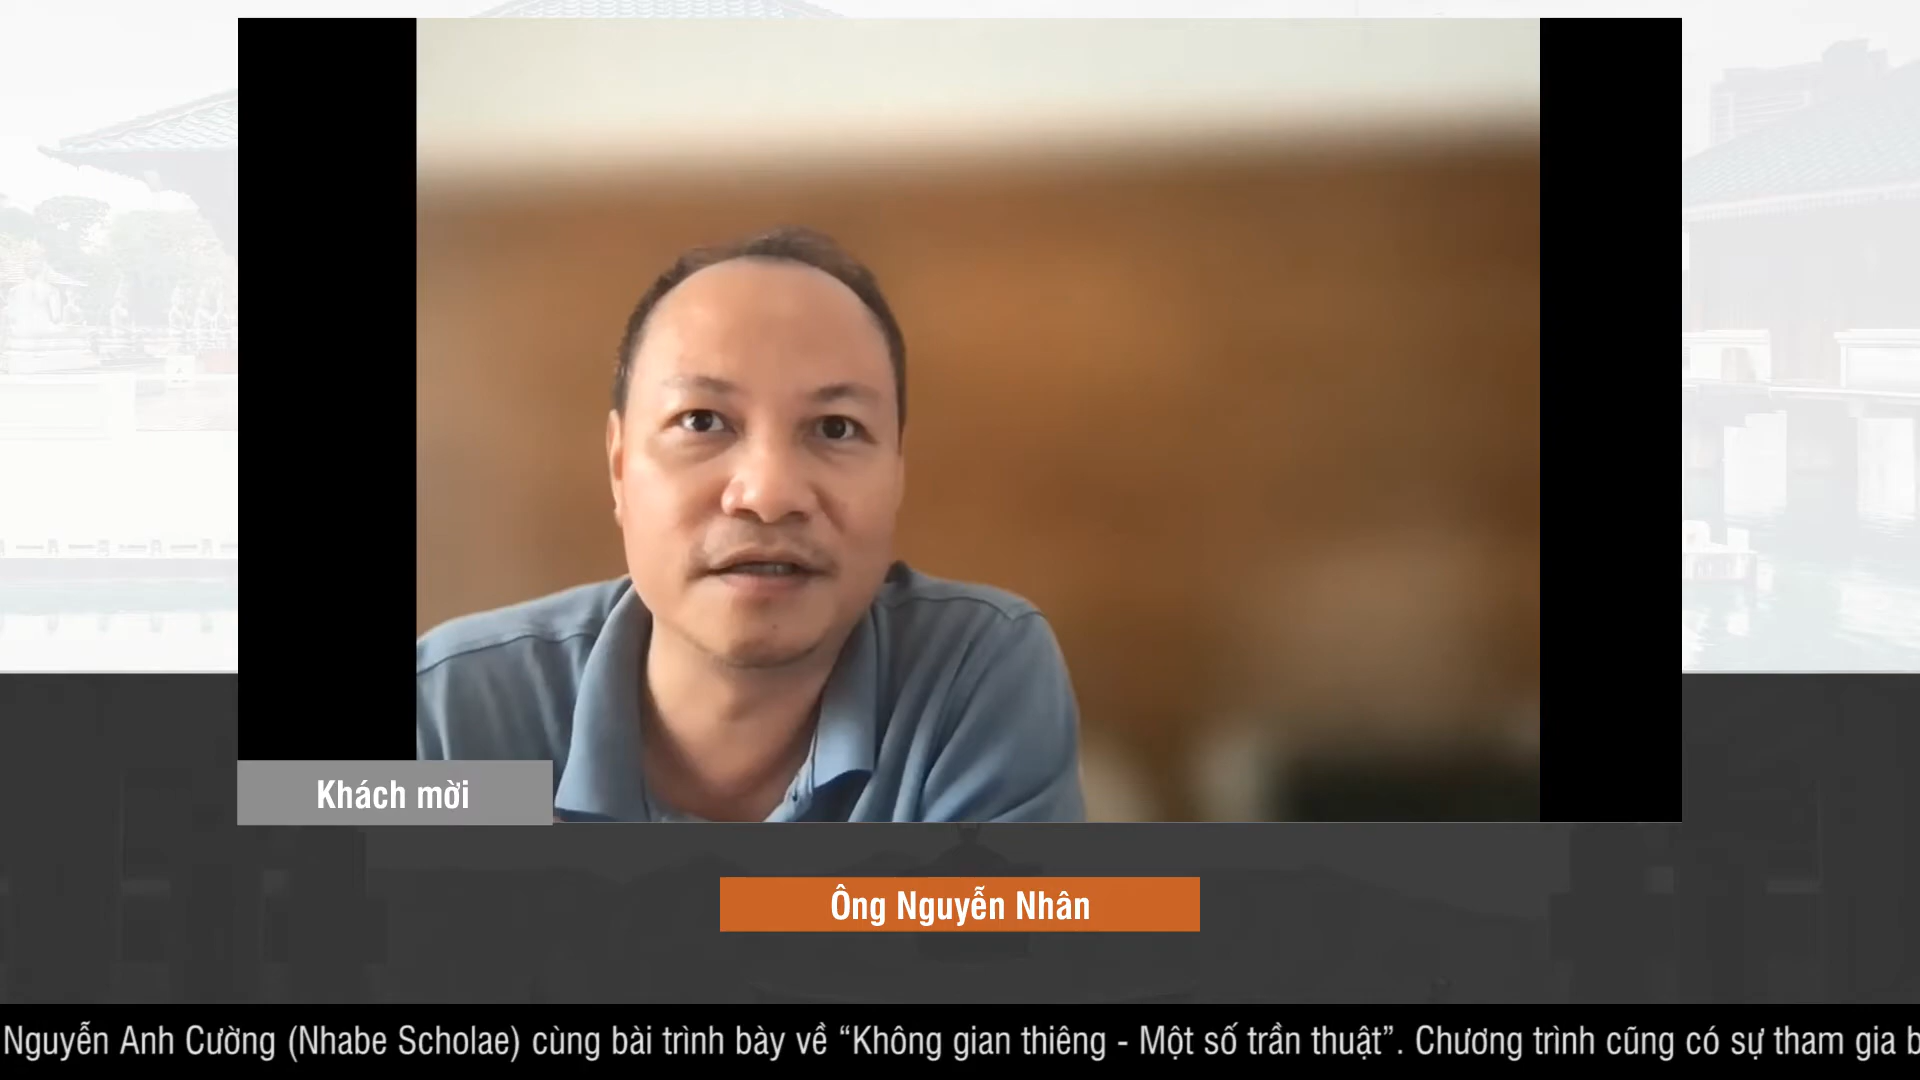 Khách mời
Ông Nguyễn Nhân
Nguyễn Anh Cường (Nhabe Scholae) cùng bài trình bày về “Không gian thiêng - Một số trần thuật”. Chương trình cũng có sự tham gia